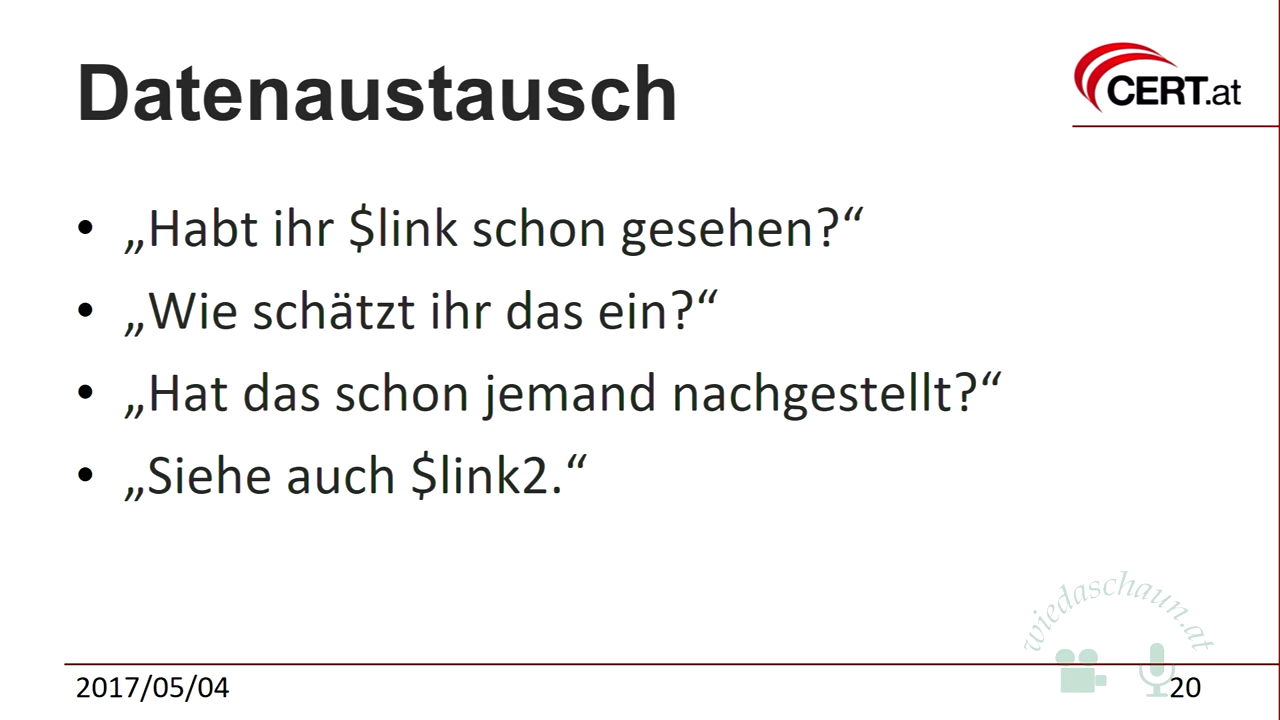 Datenaustausch
CERT.at
• „Habt ihr $link schon gesehen?“
• „Wie schätzt ihr das ein?“
• „Hat das schon jemand nachgestellt?“
• „Siehe auch $link2.“
wiedaschaun.at
2017/05/04
20